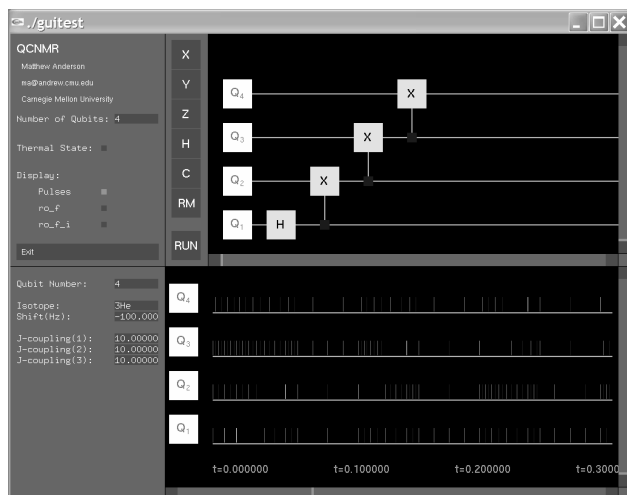 ./guitest
QCNMR
Matthew Anderson
ma@andrew.cmu.edu
Carnegie Mellon University
Number of Qubits: 4
Thermal State:
Display:
Pulses
ro_f
ro_f_i
Exit
X
Y
Z
H
C
RM
RUN
Q4 X
Q3 X
Q2 X
Q1 H
Qubit Number: 4
Isotope: 3He
Shift(Hz): -100.000
J-coupling(1): 10.00000
J-coupling(2): 10.00000
J-coupling(3): 10.00000
Q4
Q3
Q2
Q1
t=0.000000 t=0.100000 t=0.200000 t=0.3000